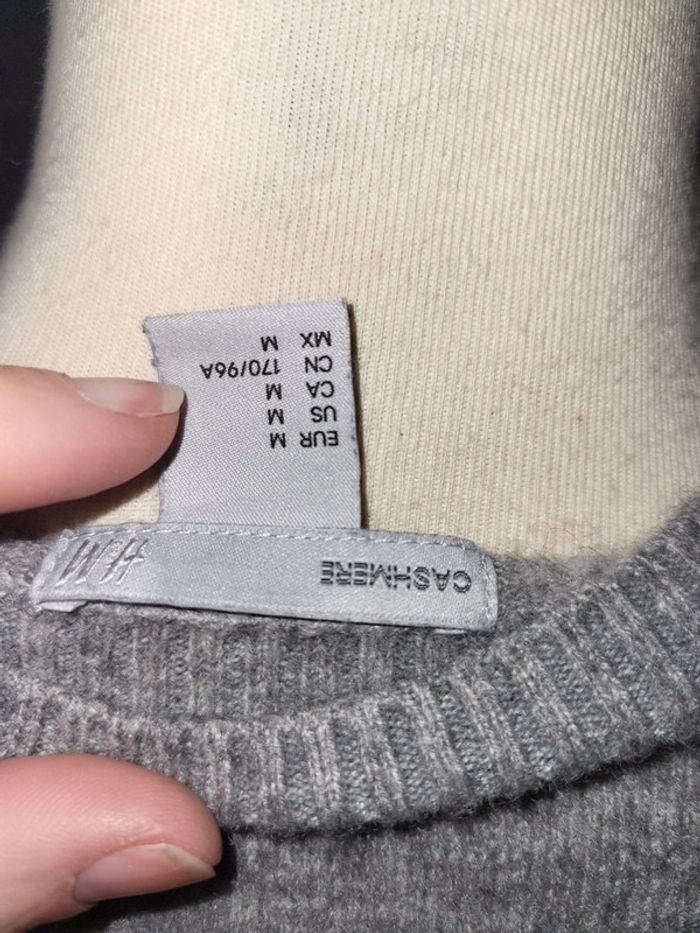 CASHMERE H&M
EUR M
US M
CA M
CN 170/96A
MX M